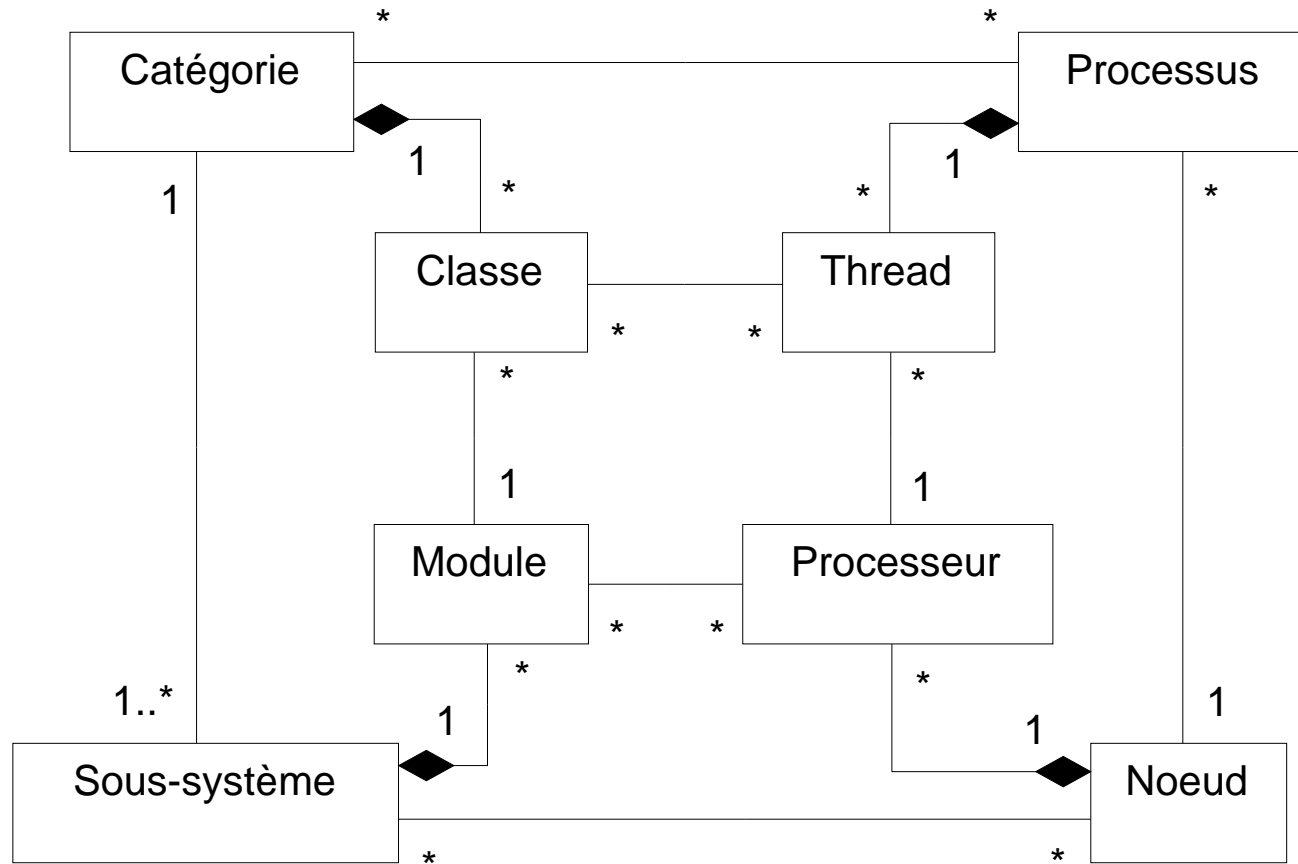 * *
Catégorie Processus
1 1
1 * * *
Classe Thread
* *
* *
1 1
Module Processeur
* *
* *
1..* 1 1 1
Sous-système Noeud
* *